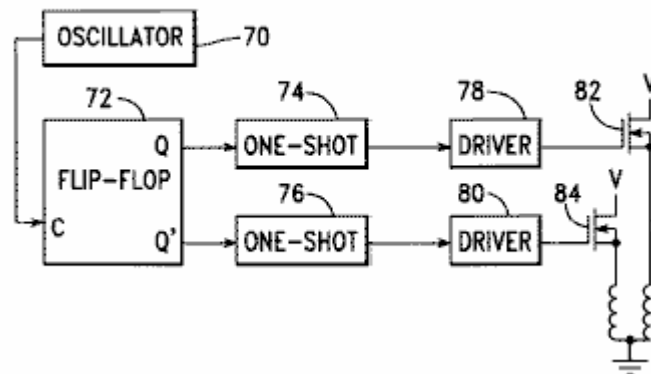 OSCILLATOR 70
72 74 78 82 V
Q ONE-SHOT DRIVER
FLIP-FLOP
76 80 84 V
C Q' ONE-SHOT DRIVER